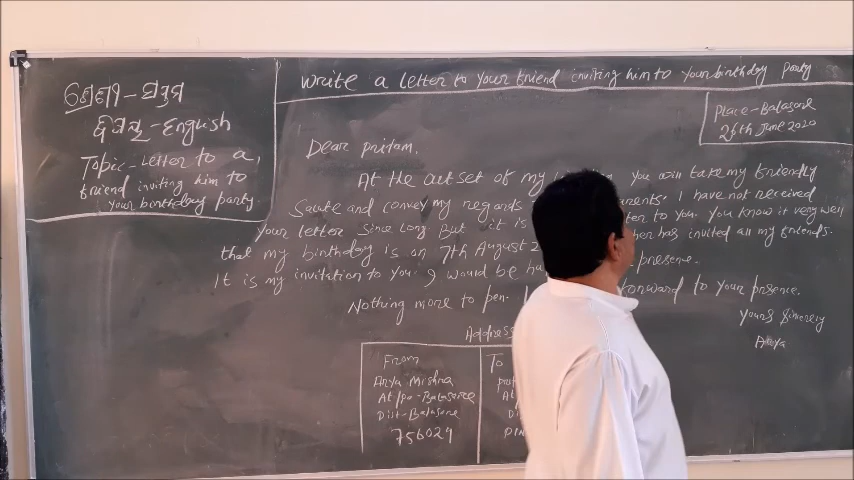 ଶ୍ରେଣୀ - ସପ୍ତମ
ବିଷୟ - English
Topic - Letter to a
friend inviting him to
your birthday party.
Write a letter to your friend inviting him to your birthday party
Place - Balasore
26th June 2020
Dear pritam,
At the outset of my you will take my friendly
Salute and convey my regards parents. I have not received
your letter since long. But it is letter to you. You know it very well
that my birthday is on 7th August has invited all my friends.
It is my invitation to you. I would be presence.
Nothing more to pen. forward to your presence.
Yours Sincerely
Arya
Address
From
Arya Mishra
At/po - Balasore
Dist - Balasore
756029
To
At